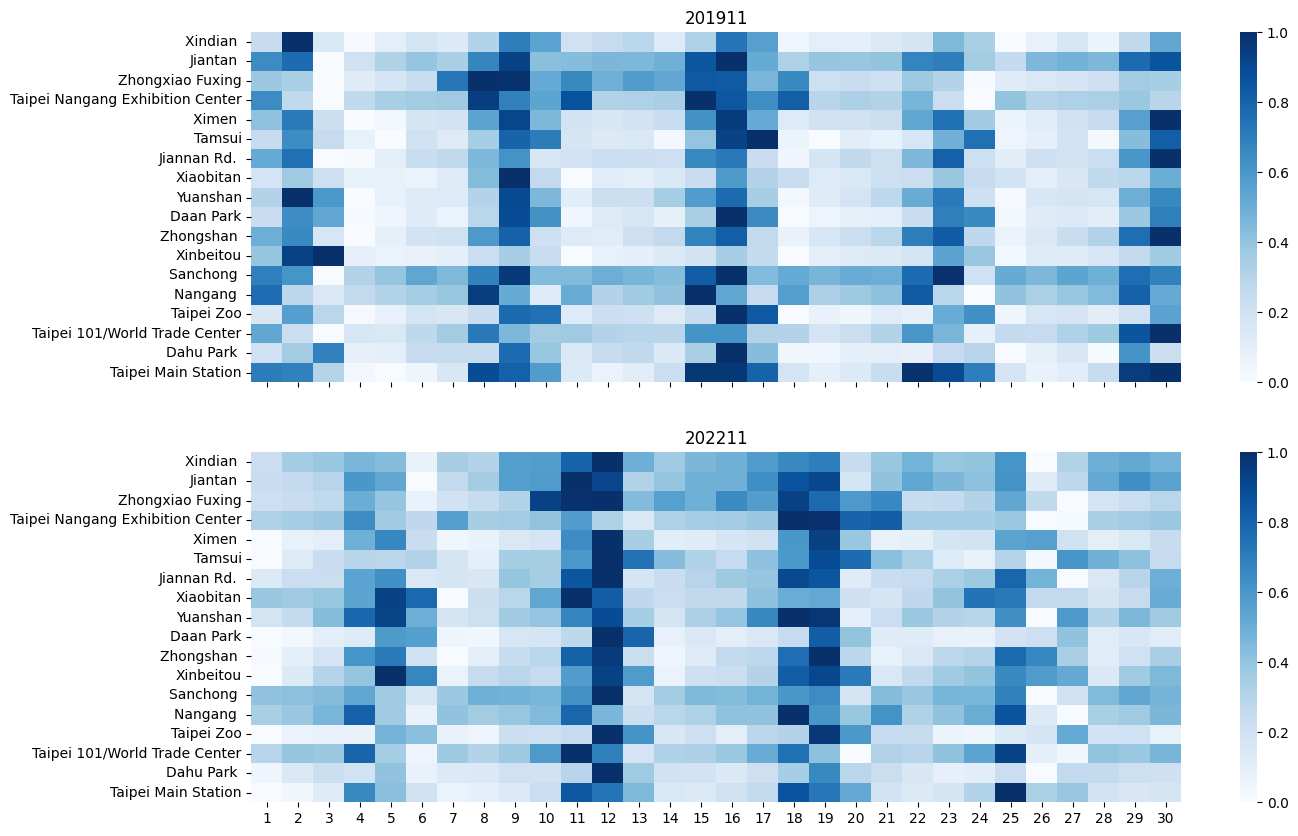 201911
Xindian
Jiantan
Zhongxiao Fuxing
Taipei Nangang Exhibition Center
Ximen
Tamsui
Jiannan Rd.
Xiaobitan
Yuanshan
Daan Park
Zhongshan
Xinbeitou
Sanchong
Nangang
Taipei Zoo
Taipei 101/World Trade Center
Dahu Park
Taipei Main Station
1.0
0.8
0.6
0.4
0.2
0.0
202211
Xindian
Jiantan
Zhongxiao Fuxing
Taipei Nangang Exhibition Center
Ximen
Tamsui
Jiannan Rd.
Xiaobitan
Yuanshan
Daan Park
Zhongshan
Xinbeitou
Sanchong
Nangang
Taipei Zoo
Taipei 101/World Trade Center
Dahu Park
Taipei Main Station
1 2 3 4 5 6 7 8 9 10 11 12 13 14 15 16 17 18 19 20 21 22 23 24 25 26 27 28 29 30
1.0
0.8
0.6
0.4
0.2
0.0